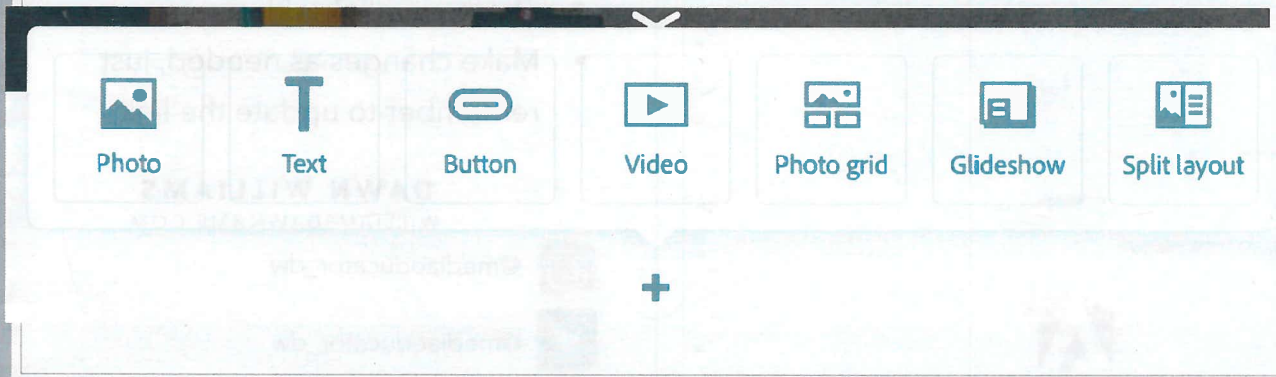 Photo Text Button Video Photo grid Glideshow Split layout
Make changes as needed, just
remember to update the
DAWN WILLIAMS
@mediaeducator_dw
@mediaeducator_dw